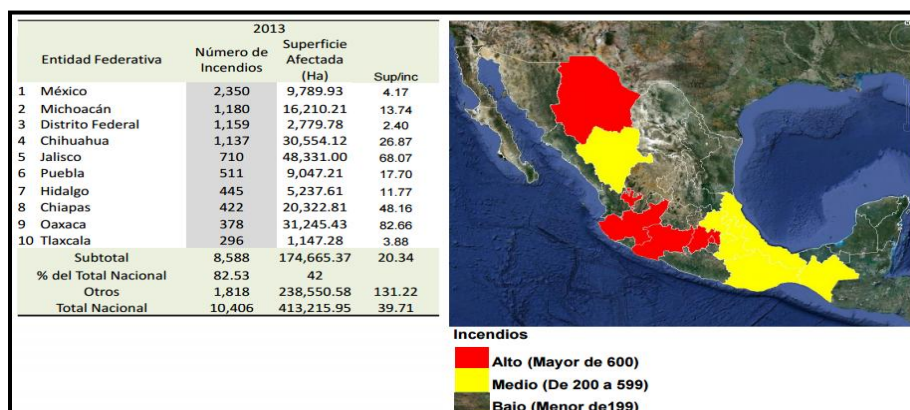 2013
Entidad Federativa Número de Incendios Superficie Afectada (Ha) Sup/inc
1 México 2,350 9,789.93 4.17
2 Michoacán 1,180 16,210.21 13.74
3 Distrito Federal 1,159 2,779.78 2.40
4 Chihuahua 1,137 30,554.12 26.87
5 Jalisco 710 48,331.00 68.07
6 Puebla 511 9,047.21 17.70
7 Hidalgo 445 5,237.61 11.77
8 Chiapas 422 20,322.81 48.16
9 Oaxaca 378 31,245.43 82.66
10 Tlaxcala 296 1,147.28 3.88
Subtotal 8,588 174,665.37 20.34
% del Total Nacional 82.53 42
Otros 1,818 238,550.58 131.22
Total Nacional 10,406 413,215.95 39.71
Incendios
Alto (Mayor de 600)
Medio (De 200 a 599)
Bajo (Menor de199)